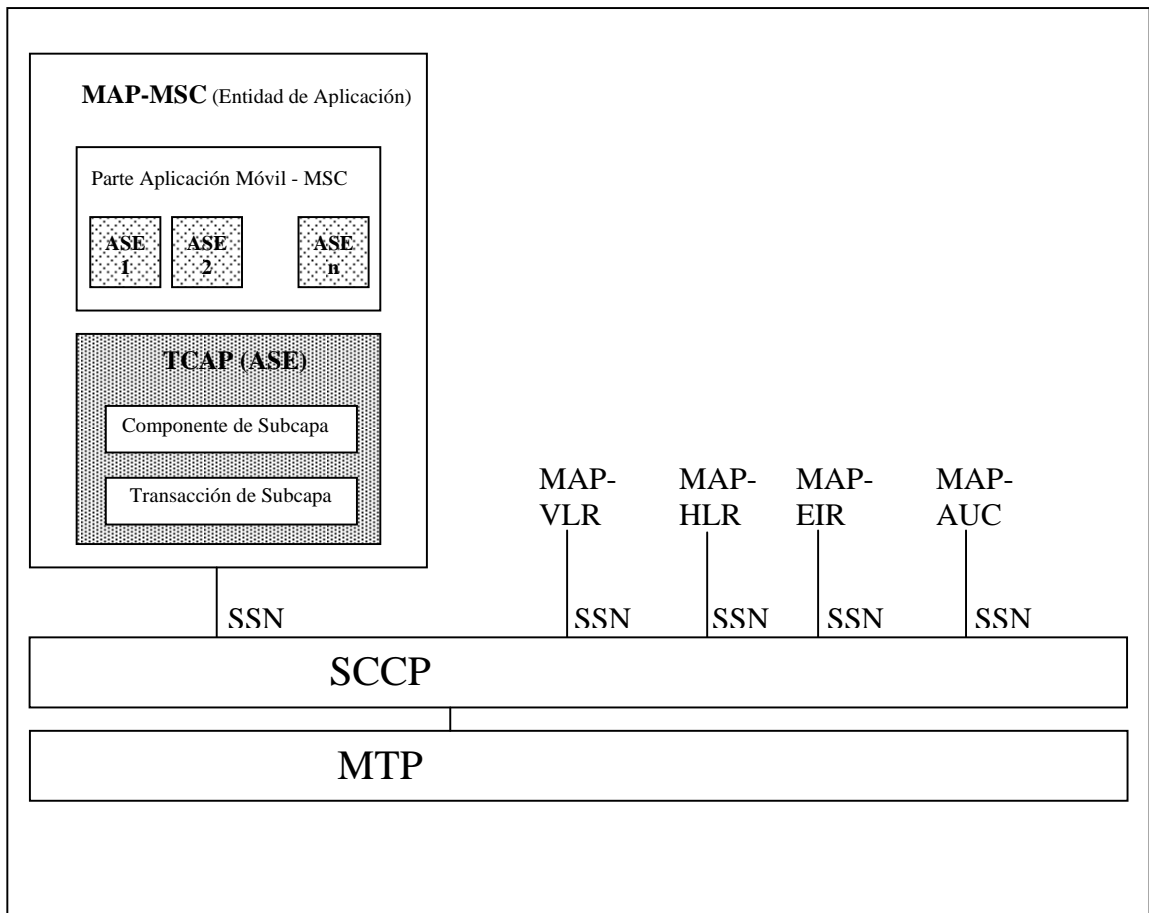 MAP-MSC (Entidad de Aplicación)
Parte Aplicación Móvil - MSC
ASE
1
ASE
2
ASE
n
TCAP (ASE)
Componente de Subcapa
Transacción de Subcapa
MAP-
VLR
MAP-
HLR
MAP-
EIR
MAP-
AUC
SSN
SSN
SSN
SSN
SSN
SCCP
MTP